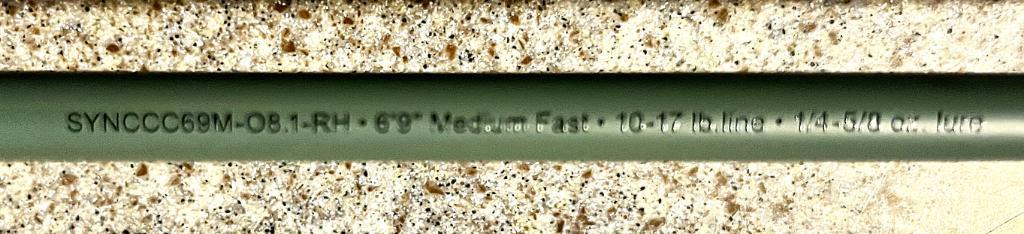 SYNCCC69M-O8.1-RH • 6'9" Medium Fast • 10-17 lb.line • 1/4-5/8 oz. lure